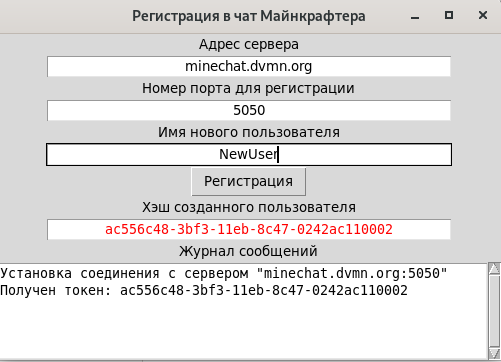 Регистрация в чат Майнкрафтера
Адрес сервера
minechat.dvmn.org
Номер порта для регистрации
5050
Имя нового пользователя
NewUser
Регистрация
Хэш созданного пользователя
ac556c48-3bf3-11eb-8c47-0242ac110002
Журнал сообщений
Установка соединения с сервером "minechat.dvmn.org:5050"
Получен токен: ac556c48-3bf3-11eb-8c47-0242ac110002